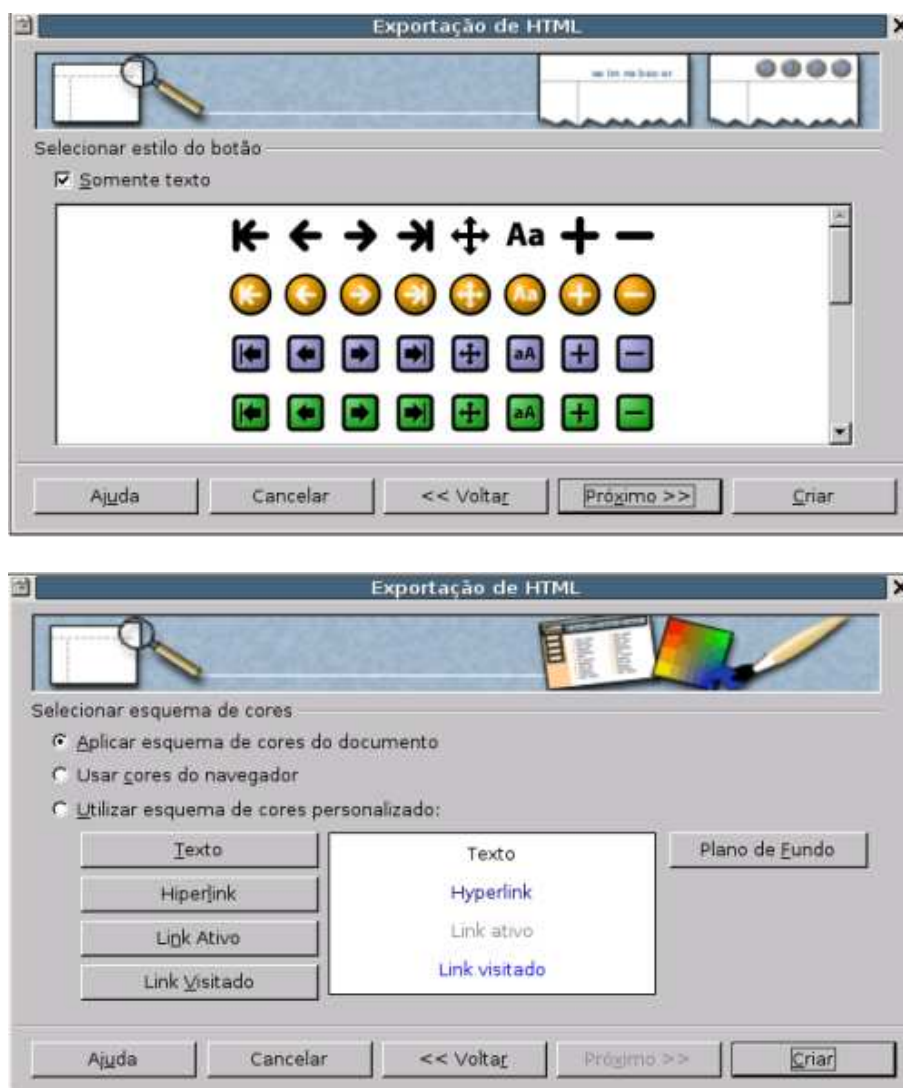 Exportação de HTML
Selecionar estilo do botão
Somente texto
Aa
Aa
aA
aA
Ajuda Cancelar << Voltar Próximo >> Criar
Exportação de HTML
Selecionar esquema de cores
Aplicar esquema de cores do documento
Usar cores do navegador
Utilizar esquema de cores personalizado:
Texto Texto Plano de Fundo
Hiperlink Hyperlink
Link Ativo Link ativo
Link Visitado Link visitado
Ajuda Cancelar << Voltar Próximo >> Criar